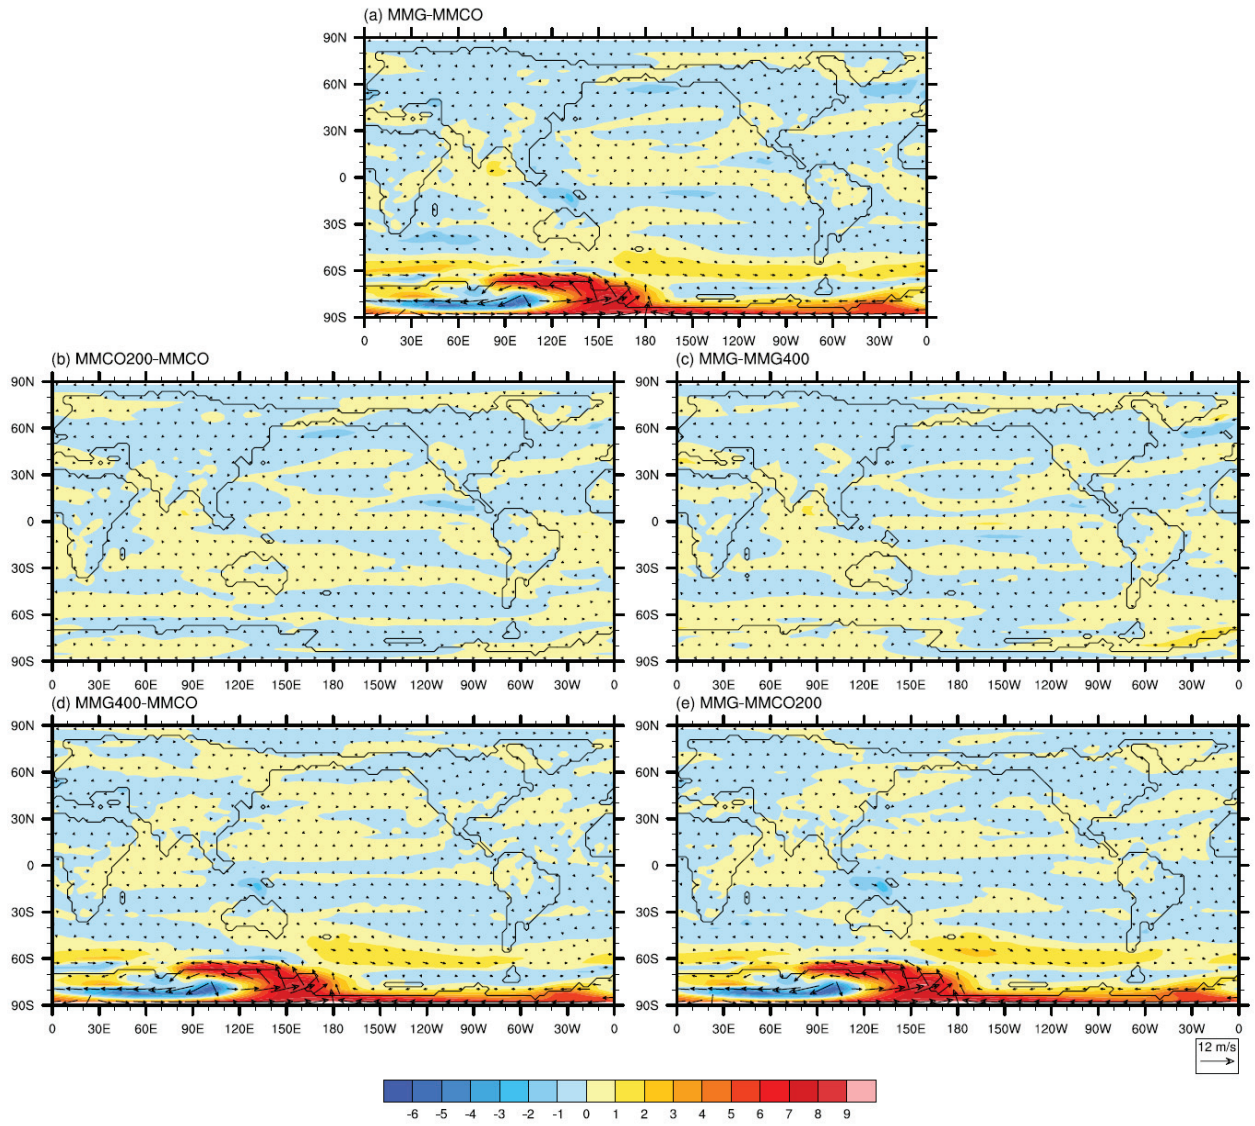 (a) MMG-MMCO
90N
60N
30N
0
30S
60S
90S
0 30E 60E 90E 120E 150E 180 150W 120W 90W 60W 30W 0
(b) MMCO200-MMCO
90N
60N
30N
0
30S
60S
90S
0 30E 60E 90E 120E 150E 180 150W 120W 90W 60W 30W 0
(c) MMG-MMG400
90N
60N
30N
0
30S
60S
90S
0 30E 60E 90E 120E 150E 180 150W 120W 90W 60W 30W 0
(d) MMG400-MMCO
90N
60N
30N
0
30S
60S
90S
0 30E 60E 90E 120E 150E 180 150W 120W 90W 60W 30W 0
(e) MMG-MMCO200
90N
60N
30N
0
30S
60S
90S
0 30E 60E 90E 120E 150E 180 150W 120W 90W 60W 30W 0
12 m/s
-6 -5 -4 -3 -2 -1 0 1 2 3 4 5 6 7 8 9